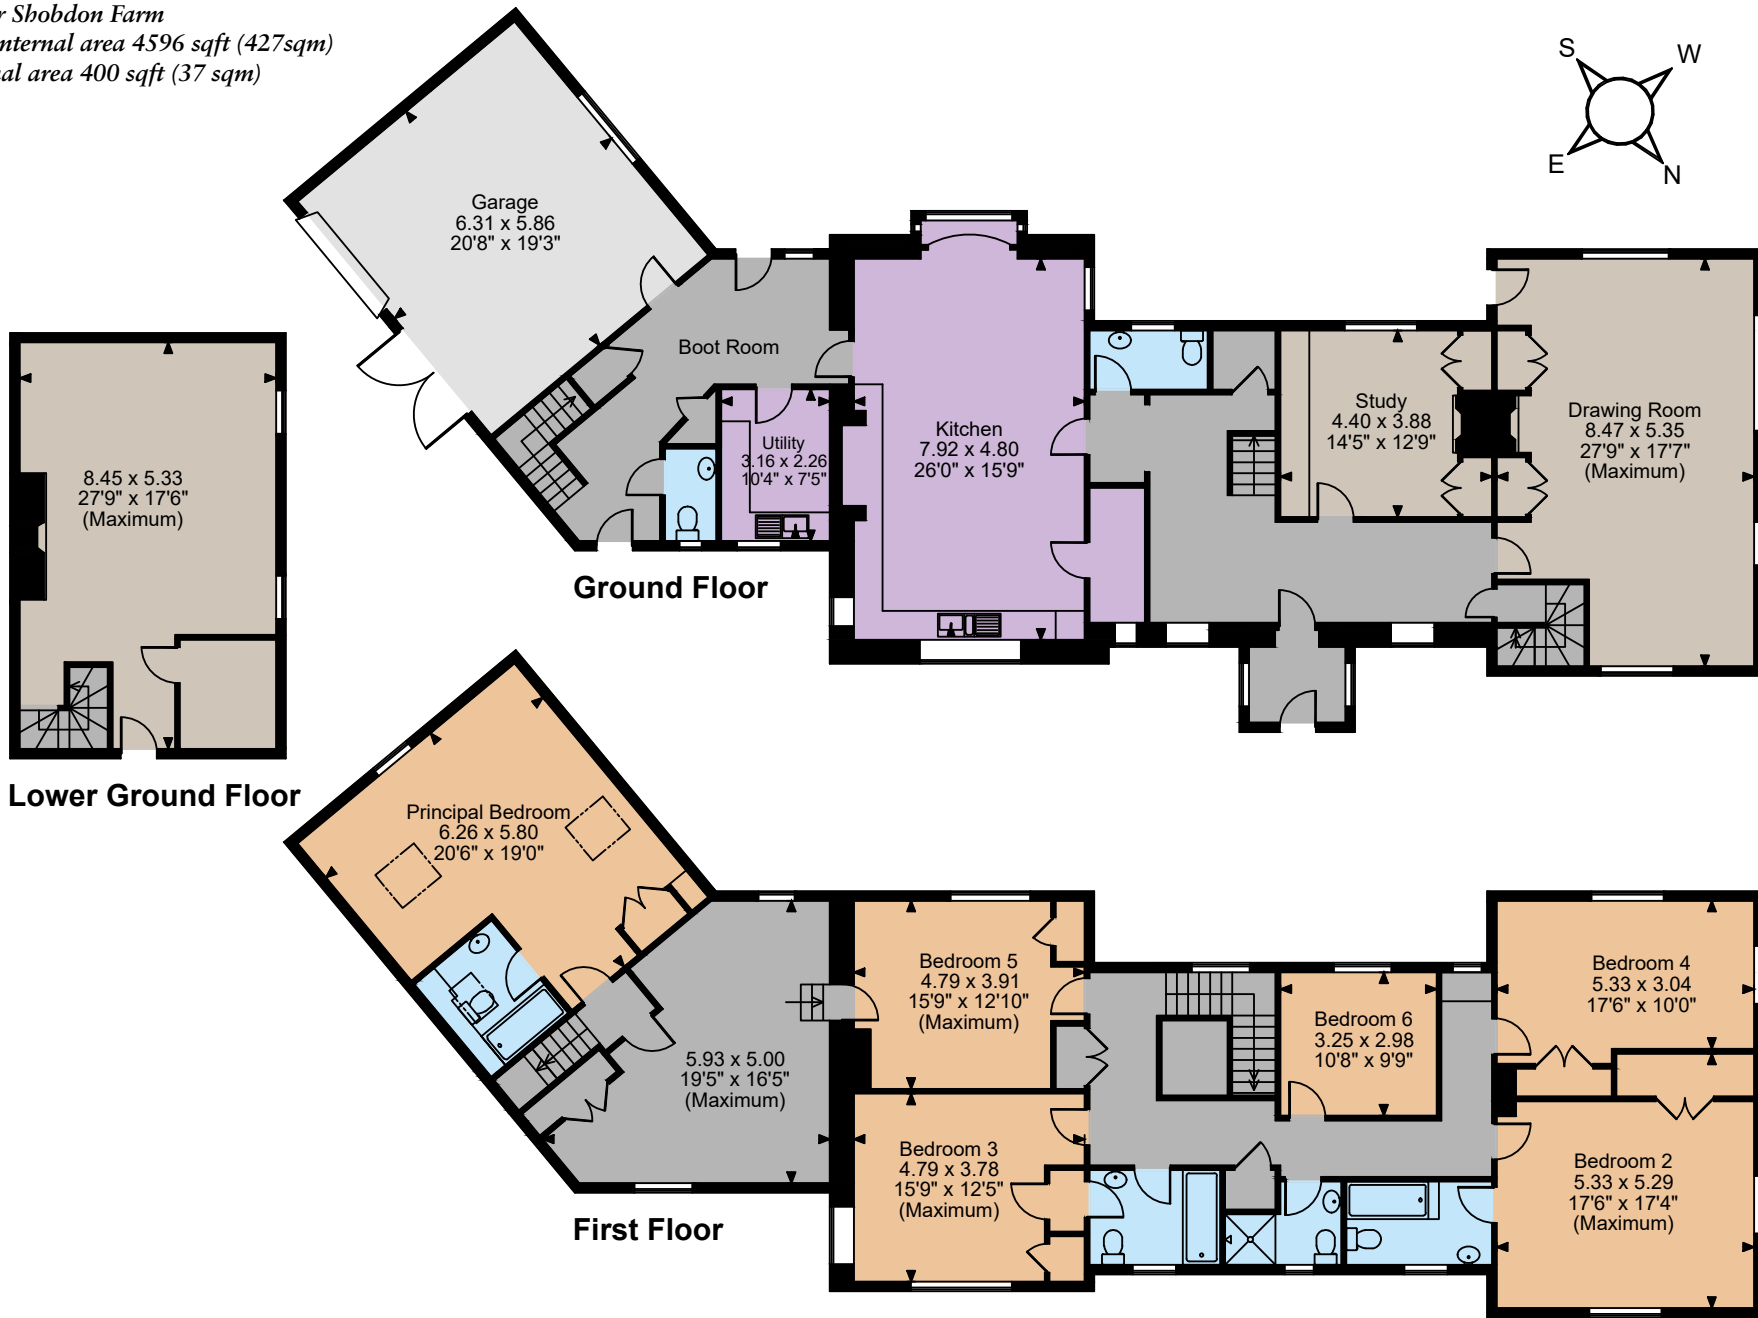 r Shobdon Farm
nternal area 4596 sqft (427sqm)
al area 400 sqft (37 sqm)
S
W
E
N
Garage
6.31 x 5.86
20'8" x 19'3"
Boot Room
Utility
3.16 x 2.26
10'4" x 7'5"
Kitchen
7.92 x 4.80
26'0" x 15'9"
Study
4.40 x 3.88
14'5" x 12'9"
Drawing Room
8.47 x 5.35
27'9" x 17'7"
(Maximum)
Ground Floor
8.45 x 5.33
27'9" x 17'6"
(Maximum)
Lower Ground Floor
Principal Bedroom
6.26 x 5.80
20'6" x 19'0"
5.93 x 5.00
19'5" x 16'5"
(Maximum)
Bedroom 5
4.79 x 3.91
15'9" x 12'10"
(Maximum)
Bedroom 3
4.79 x 3.78
15'9" x 12'5"
(Maximum)
Bedroom 6
3.25 x 2.98
10'8" x 9'9"
Bedroom 4
5.33 x 3.04
17'6" x 10'0"
Bedroom 2
5.33 x 5.29
17'6" x 17'4"
(Maximum)
First Floor